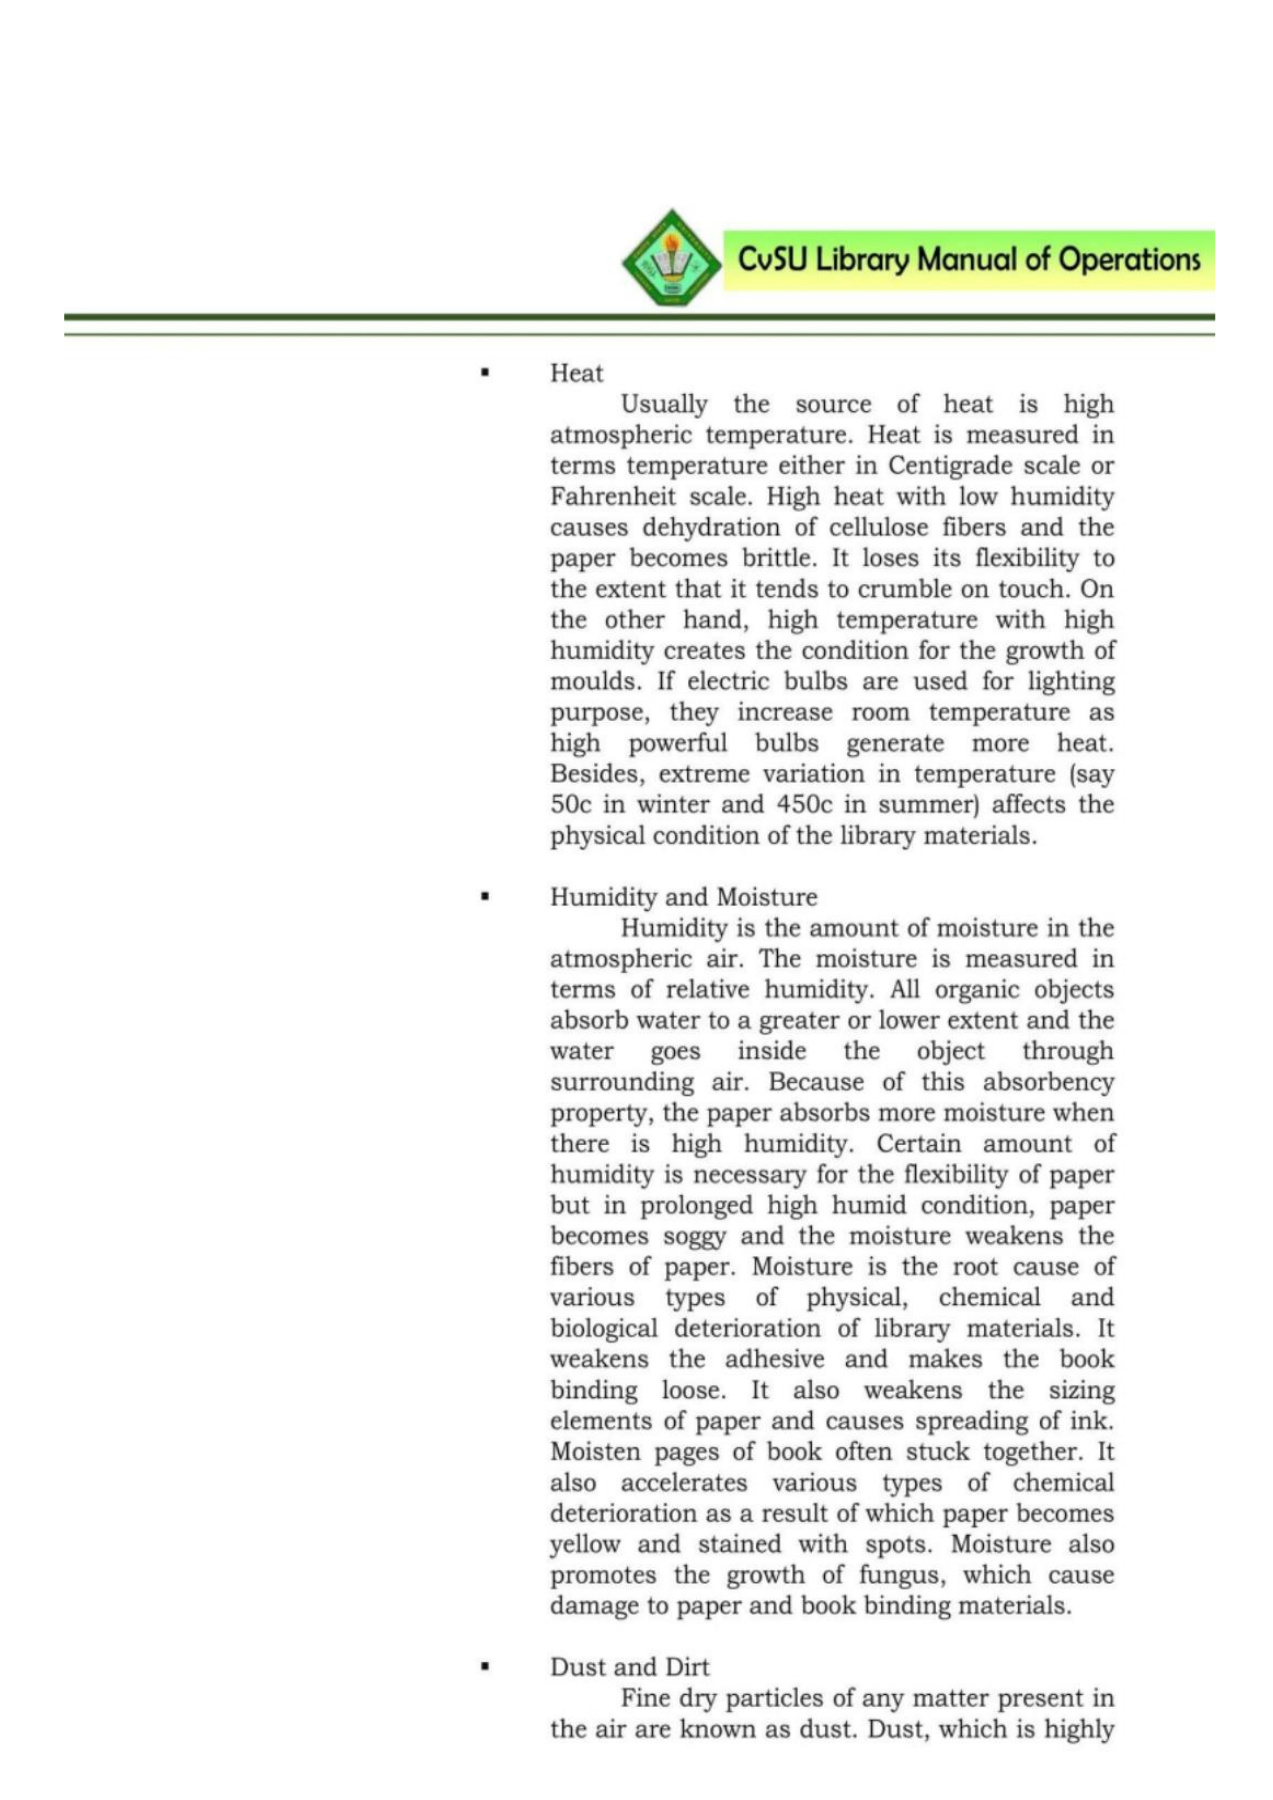 CvSU Library Manual of Operations
▪ Heat
Usually the source of heat is high
atmospheric temperature. Heat is measured in
terms temperature either in Centigrade scale or
Fahrenheit scale. High heat with low humidity
causes dehydration of cellulose fibers and the
paper becomes brittle. It loses its flexibility to
the extent that it tends to crumble on touch. On
the other hand, high temperature with high
humidity creates the condition for the growth of
moulds. If electric bulbs are used for lighting
purpose, they increase room temperature as
high powerful bulbs generate more heat.
Besides, extreme variation in temperature (say
50c in winter and 450c in summer) affects the
physical condition of the library materials.
▪ Humidity and Moisture
Humidity is the amount of moisture in the
atmospheric air. The moisture is measured in
terms of relative humidity. All organic objects
absorb water to a greater or lower extent and the
water goes inside the object through
surrounding air. Because of this absorbency
property, the paper absorbs more moisture when
there is high humidity. Certain amount of
humidity is necessary for the flexibility of paper
but in prolonged high humid condition, paper
becomes soggy and the moisture weakens the
fibers of paper. Moisture is the root cause of
various types of physical, chemical and
biological deterioration of library materials. It
weakens the adhesive and makes the book
binding loose. It also weakens the sizing
elements of paper and causes spreading of ink.
Moisten pages of book often stuck together. It
also accelerates various types of chemical
deterioration as a result of which paper becomes
yellow and stained with spots. Moisture also
promotes the growth of fungus, which cause
damage to paper and book binding materials.
▪ Dust and Dirt
Fine dry particles of any matter present in
the air are known as dust. Dust, which is highly